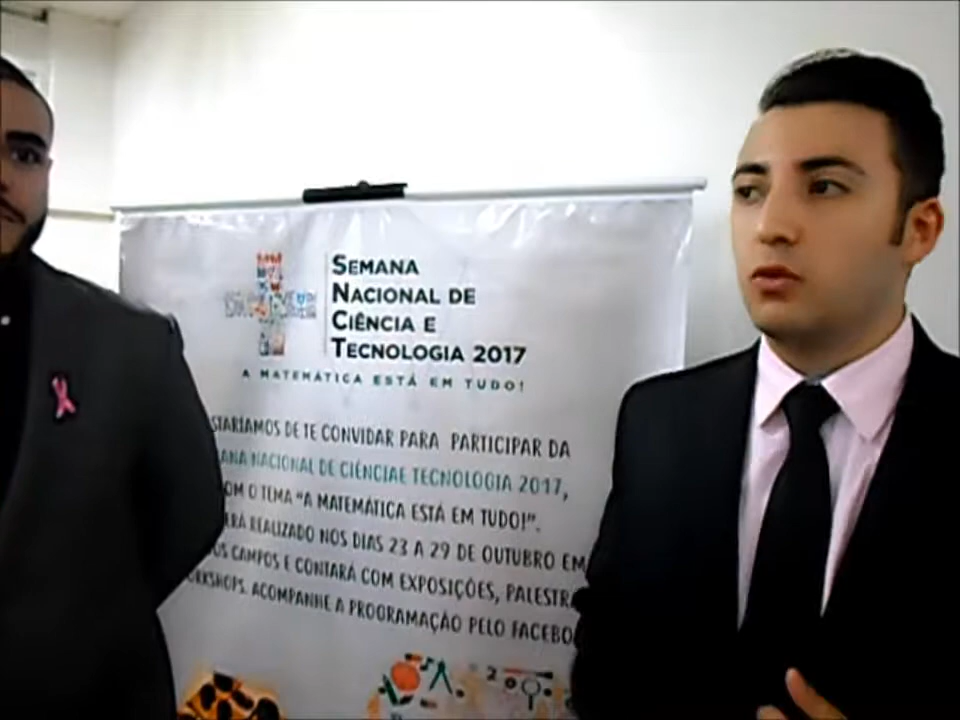 SEMANA
NACIONAL DE
CIÊNCIA E
TECNOLOGIA 2017
A MATEMÁTICA ESTÁ EM TUDO!
STARÍAMOS DE TE CONVIDAR PARA PARTICIPAR DA
ANA NACIONAL DE CIÊNCIAE TECNOLOGIA 2017,
OM O TEMA "A MATEMÁTICA ESTÁ EM TUDO!".
ERÁ REALIZADO NOS DIAS 23 A 29 DE OUTUBRO EM
OS CAMPOS E CONTARÁ COM EXPOSIÇÕES, PALESTRA
ORKSHOPS. ACOMPANHE A PROGRAMAÇÃO PELO FACEBO